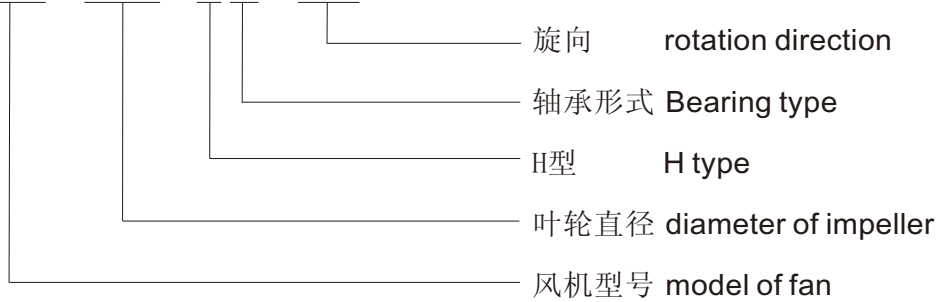 旋向 rotation direction
轴承形式 Bearing type
H型 H type
叶轮直径 diameter of impeller
风机型号 model of fan